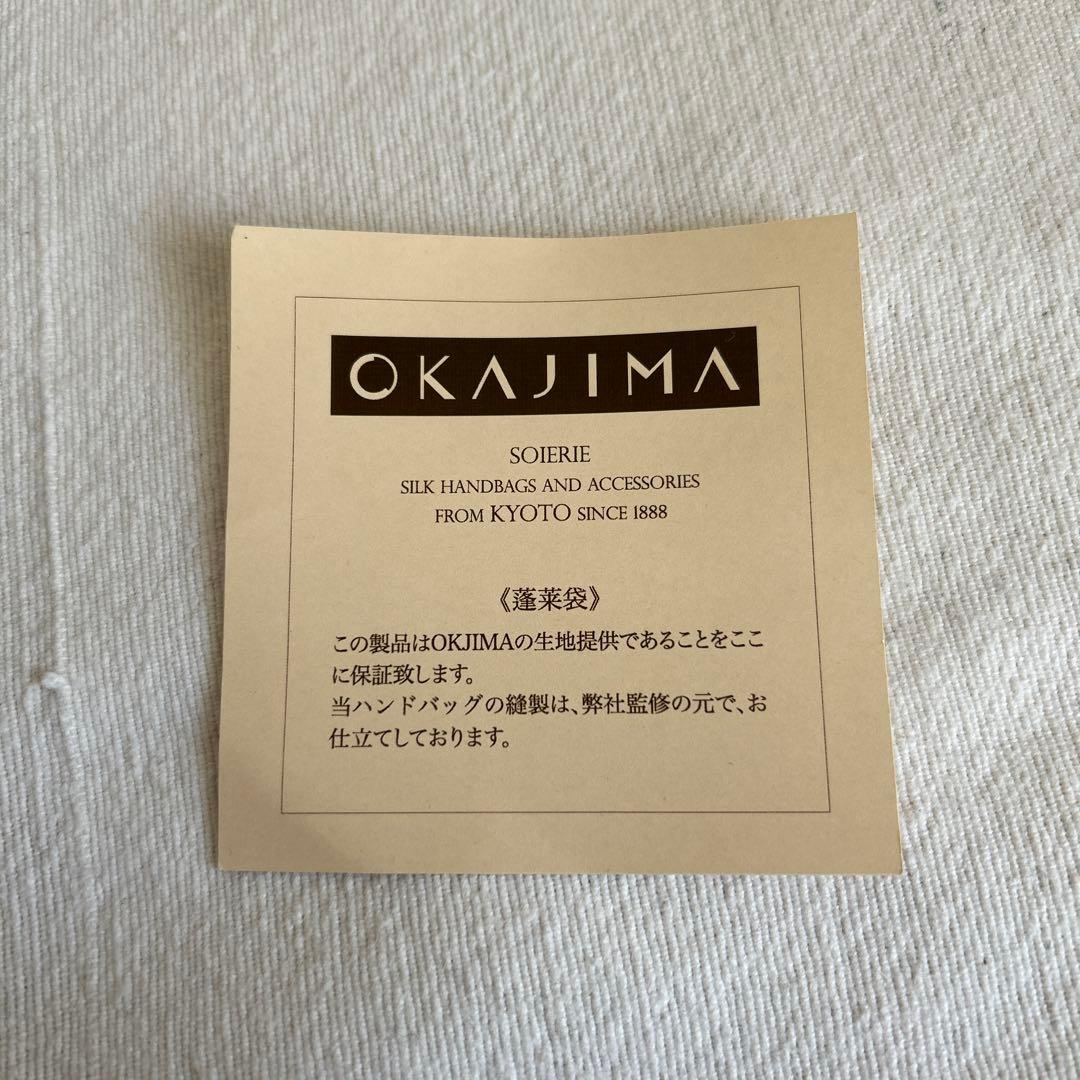 OKAJIMA
SOIERIE
SILK HANDBAGS AND ACCESSORIES
FROM KYOTO SINCE 1888
《蓬莱袋》
この製品はOKJIMAの生地提供であることをここ
に保証致します。
当ハンドバッグの縫製は、弊社監修の元で、お
仕立てしております。